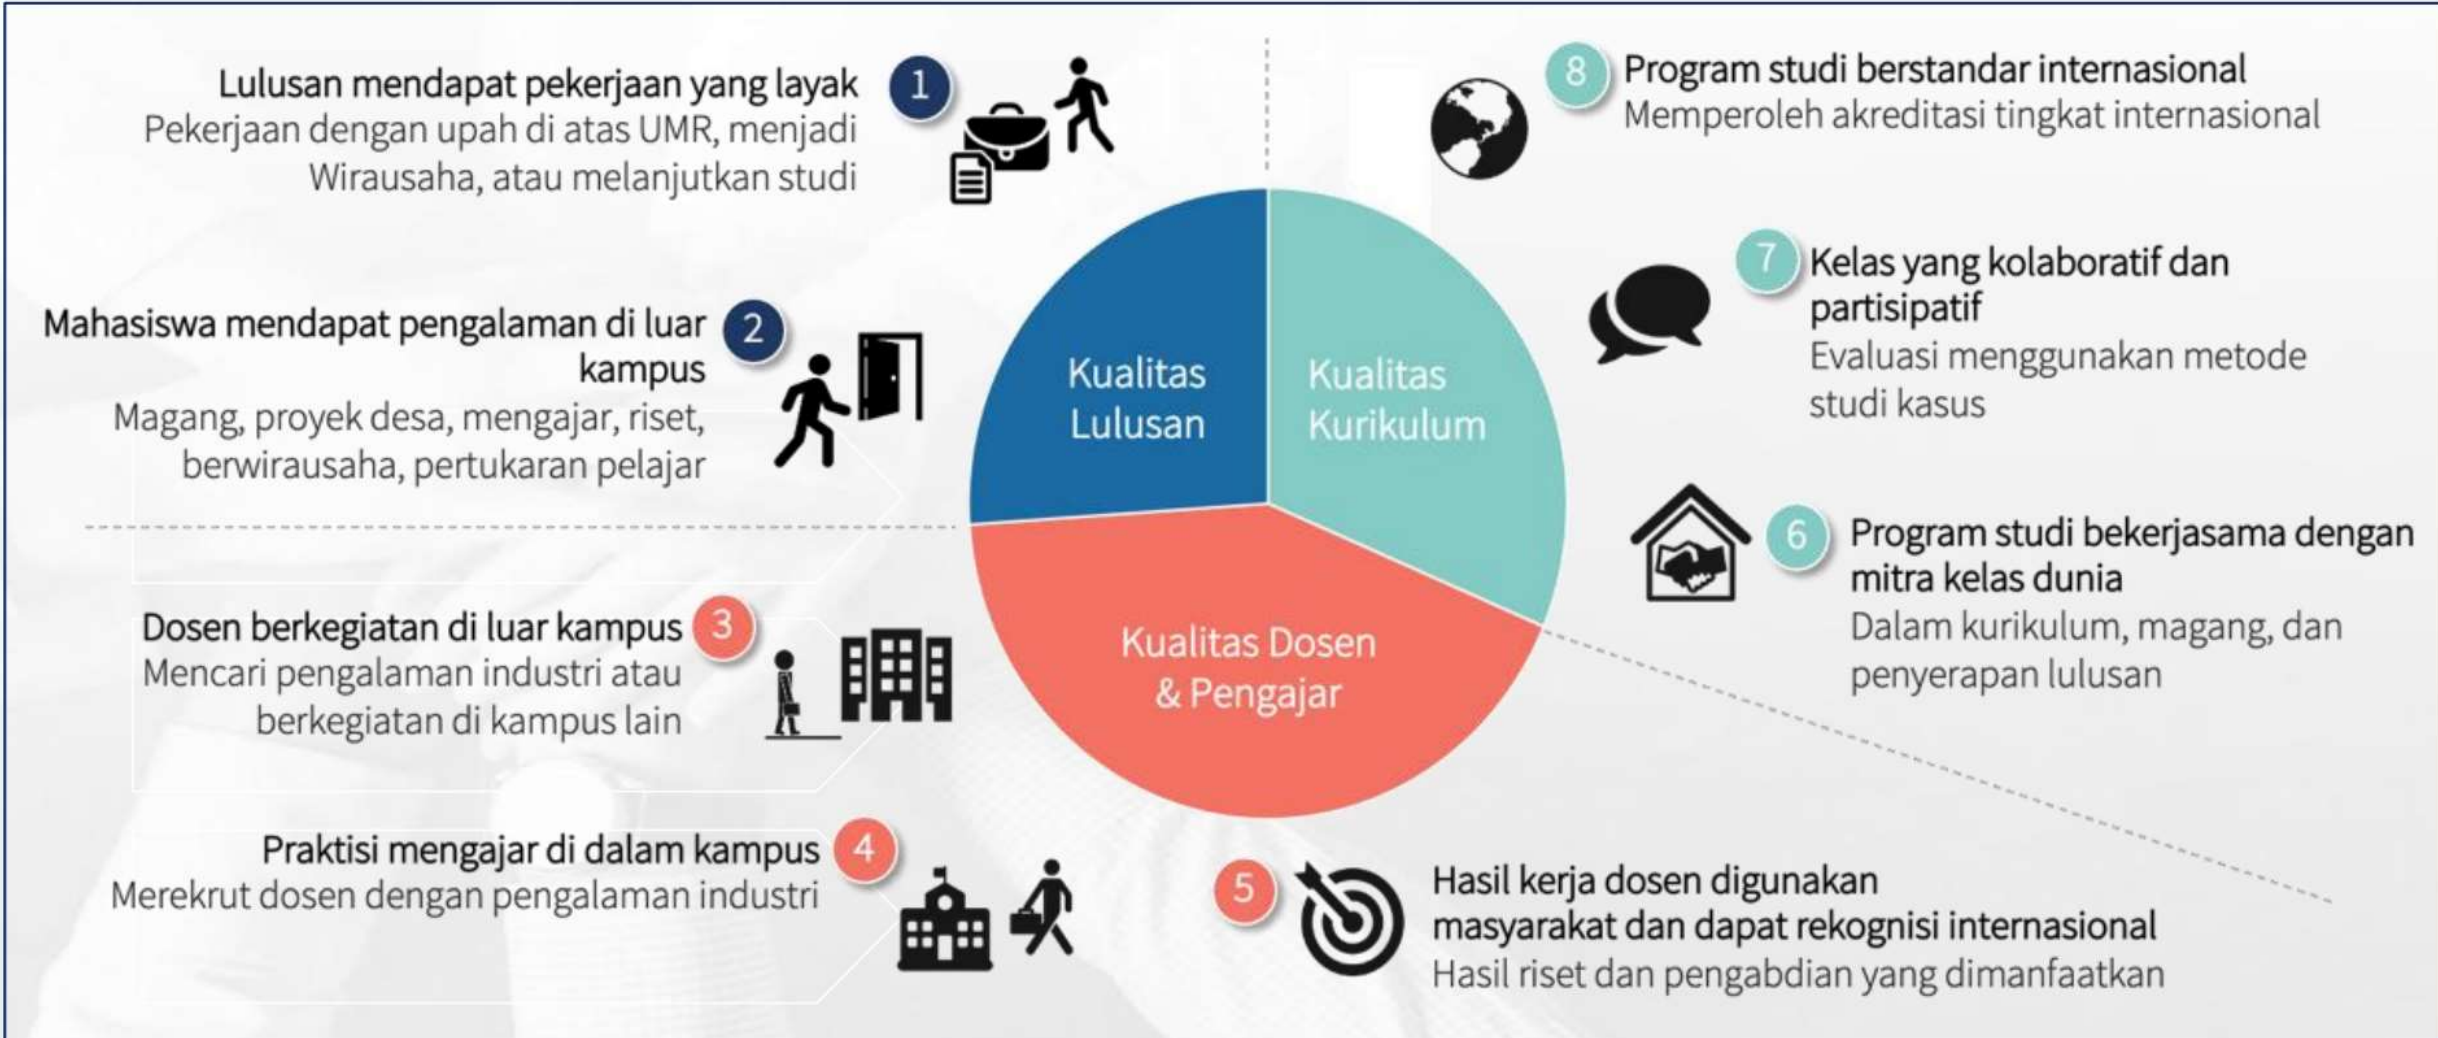 1
Lulusan mendapat pekerjaan yang layak
Pekerjaan dengan upah di atas UMR, menjadi
Wirausaha, atau melanjutkan studi
2
Mahasiswa mendapat pengalaman di luar
kampus
Magang, proyek desa, mengajar, riset,
berwirausaha, pertukaran pelajar
3
Dosen berkegiatan di luar kampus
Mencari pengalaman industri atau
berkegiatan di kampus lain
4
Praktisi mengajar di dalam kampus
Merekrut dosen dengan pengalaman industri
5
Hasil kerja dosen digunakan
masyarakat dan dapat rekognisi internasional
Hasil riset dan pengabdian yang dimanfaatkan
6
Program studi bekerjasama dengan
mitra kelas dunia
Dalam kurikulum, magang, dan
penyerapan lulusan
7
Kelas yang kolaboratif dan
partisipatif
Evaluasi menggunakan metode
studi kasus
8
Program studi berstandar internasional
Memperoleh akreditasi tingkat internasional
Kualitas
Lulusan
Kualitas
Kurikulum
Kualitas Dosen
& Pengajar